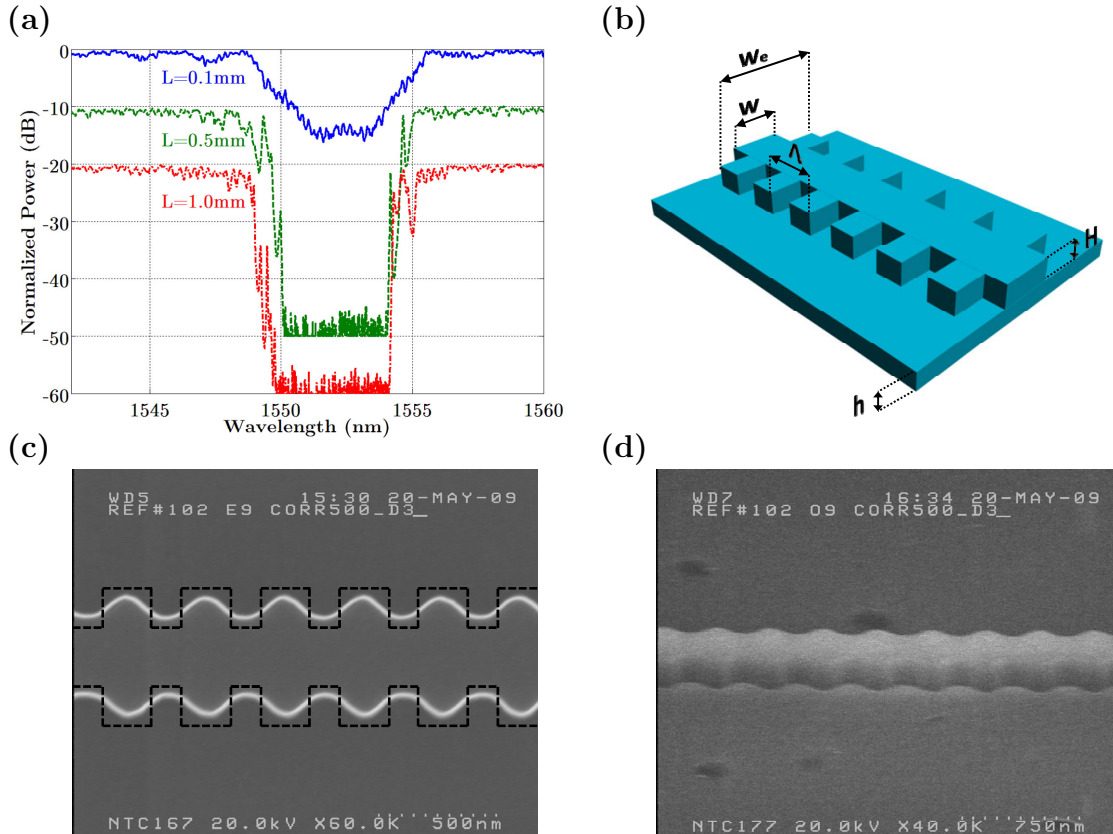 (a)
0
-10
-20
-30
-40
-50
-60
Normalized Power (dB)
L=0.1mm
L=0.5mm
L=1.0mm
1545
1550
1555
1560
Wavelength (nm)
(b)
We
W
Λ
H
h
(c)
WD5 15:30 20-MAY-09
REF#102 E9 CORR500_D3_
NTC167 20.0kV X60.0K 500nm
(d)
WD7 16:34 20-MAY-09
REF#102 O9 CORR500_D3_
NTC177 20.0kV X40.0K 750nm